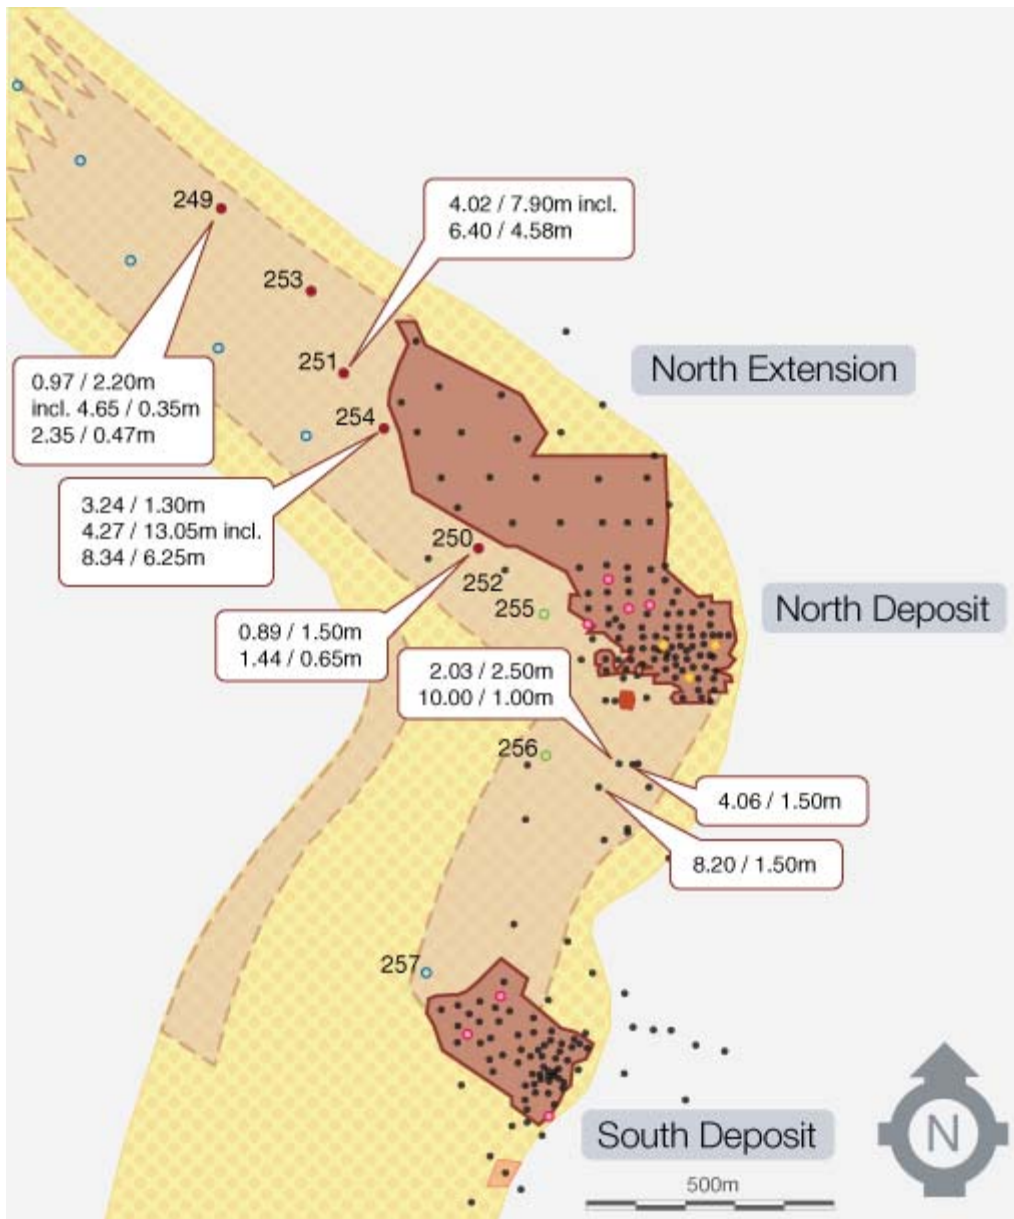 249
4.02 / 7.90m incl.
6.40 / 4.58m
253
251
North Extension
0.97 / 2.20m
incl. 4.65 / 0.35m
2.35 / 0.47m
254
3.24 / 1.30m
4.27 / 13.05m incl.
8.34 / 6.25m
250
252
255
North Deposit
0.89 / 1.50m
1.44 / 0.65m
2.03 / 2.50m
10.00 / 1.00m
256
4.06 / 1.50m
8.20 / 1.50m
257
South Deposit
N
500m